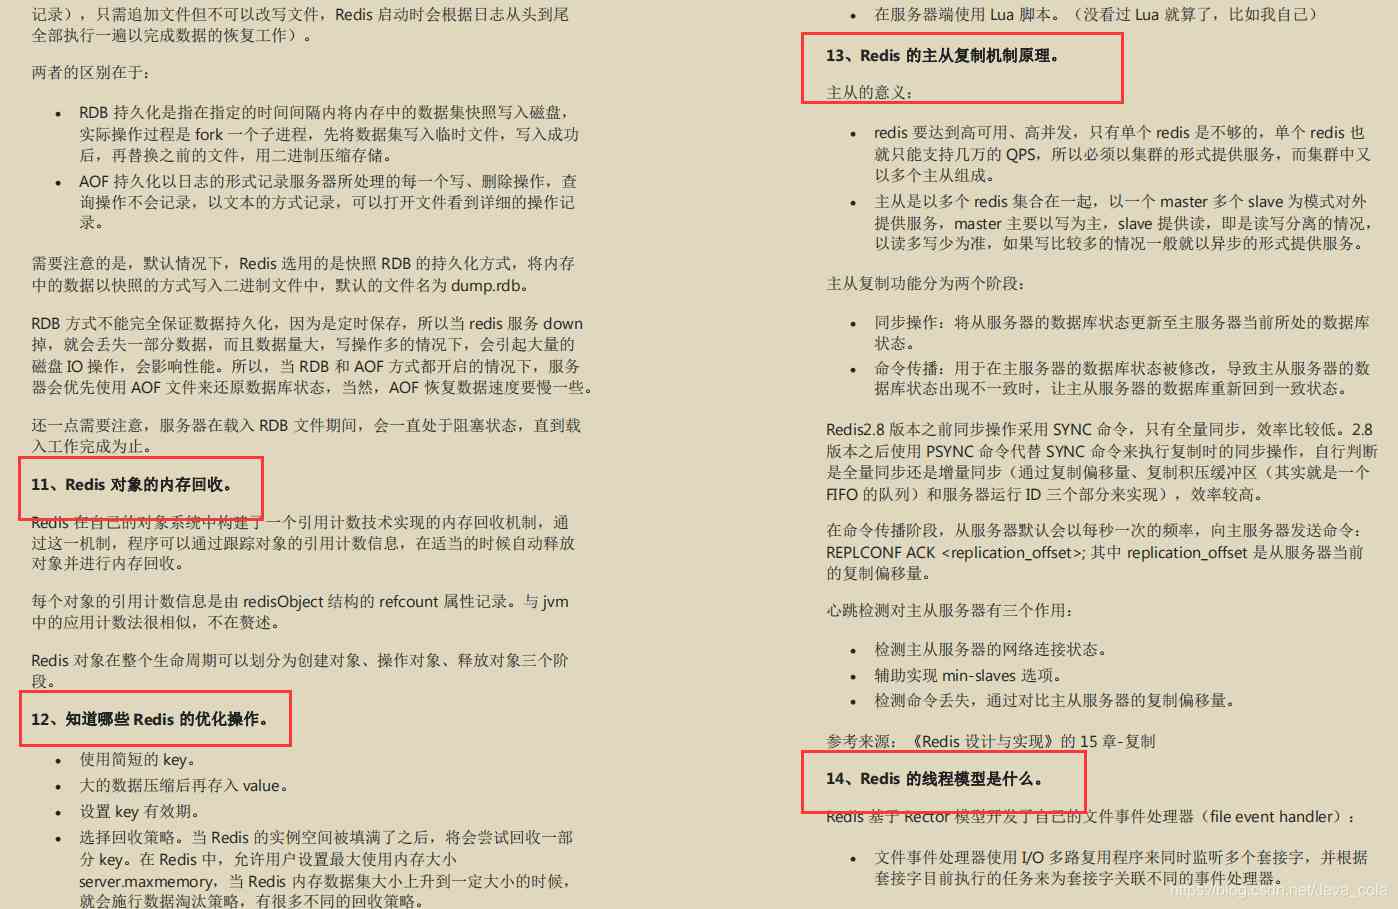 记录），只需追加文件但不可以改写文件，Redis 启动时会根据日志从头到尾
全部执行一遍以完成数据的恢复工作）。
两者的区别在于：
• RDB 持久化是指在指定的时间间隔内将内存中的数据集快照写入磁盘，
实际操作过程是 fork 一个子进程，先将数据集写入临时文件，写入成功
后，再替换之前的文件，用二进制压缩存储。
• AOF 持久化以日志的形式记录服务器所处理的每一个写、删除操作，查
询操作不会记录，以文本的方式记录，可以打开文件看到详细的操作记
录。
需要注意的是，默认情况下，Redis 选用的是快照 RDB 的持久化方式，将内存
中的数据以快照的方式写入二进制文件中，默认的文件名为 dump.rdb。
RDB 方式不能完全保证数据持久化，因为是定时保存，所以当 redis 服务 down
掉，就会丢失一部分数据，而且数据量大，写操作多的情况下，会引起大量的
磁盘 IO 操作，会影响性能。所以，当 RDB 和 AOF 方式都开启的情况下，服务
器会优先使用 AOF 文件来还原数据库状态，当然，AOF 恢复数据速度要慢一些。
还一点需要注意，服务器在载入 RDB 文件期间，会一直处于阻塞状态，直到载
入工作完成为止。
11、Redis 对象的内存回收。
Redis 在自己的对象系统中构建了一个引用计数技术实现的内存回收机制，通
过这一机制，程序可以通过跟踪对象的引用计数信息，在适当的时候自动释放
对象并进行内存回收。
每个对象的引用计数信息是由 redisObject 结构的 refcount 属性记录。与 jvm
中的应用计数法很相似，不在赘述。
Redis 对象在整个生命周期可以划分为创建对象、操作对象、释放对象三个阶
段。
12、知道哪些 Redis 的优化操作。
• 使用简短的 key。
• 大的数据压缩后再存入 value。
• 设置 key 有效期。
• 选择回收策略。当 Redis 的实例空间被填满了之后，将会尝试回收一部
分 key。在 Redis 中，允许用户设置最大使用内存大小
server.maxmemory，当 Redis 内存数据集大小上升到一定大小的时候，
就会施行数据淘汰策略，有很多不同的回收策略。
• 在服务器端使用 Lua 脚本。（没看过 Lua 就算了，比如我自己）
13、Redis 的主从复制机制原理。
主从的意义：
• redis 要达到高可用、高并发，只有单个 redis 是不够的，单个 redis 也
就只能支持几万的 QPS，所以必须以集群的形式提供服务，而集群中又
以多个主从组成。
• 主从是以多个 redis 集合在一起，以一个 master 多个 slave 为模式对外
提供服务，master 主要以写为主，slave 提供读，即是读写分离的情况，
以读多写少为准，如果写比较多的情况一般就以异步的形式提供服务。
主从复制功能分为两个阶段：
• 同步操作：将从服务器的数据库状态更新至主服务器当前所处的数据库
状态。
• 命令传播：用于在主服务器的数据库状态被修改，导致主从服务器的数
据库状态出现不一致时，让主从服务器的数据库重新回到一致状态。
Redis2.8 版本之前同步操作采用 SYNC 命令，只有全量同步，效率比较低。2.8
版本之后使用 PSYNC 命令代替 SYNC 命令来执行复制时的同步操作，自行判断
是全量同步还是增量同步（通过复制偏移量、复制积压缓冲区（其实就是一个
FIFO 的队列）和服务器运行 ID 三个部分来实现），效率较高。
在命令传播阶段，从服务器默认会以每秒一次的频率，向主服务器发送命令：
REPLCONF ACK <replication_offset>; 其中 replication_offset 是从服务器当前
的复制偏移量。
心跳检测对主从服务器有三个作用：
• 检测主从服务器的网络连接状态。
• 辅助实现 min-slaves 选项。
• 检测命令丢失，通过对比主从服务器的复制偏移量。
参考来源：《Redis 设计与实现》的 15 章-复制
14、Redis 的线程模型是什么。
Redis 基于 Rector 模型开发了自己的文件事件处理器（file event handler）：
• 文件事件处理器使用 I/O 多路复用程序来同时监听多个套接字，并根据
套接字目前执行的任务来为套接字关联不同的事件处理器。
https://blog.csdn.net/Java_cola